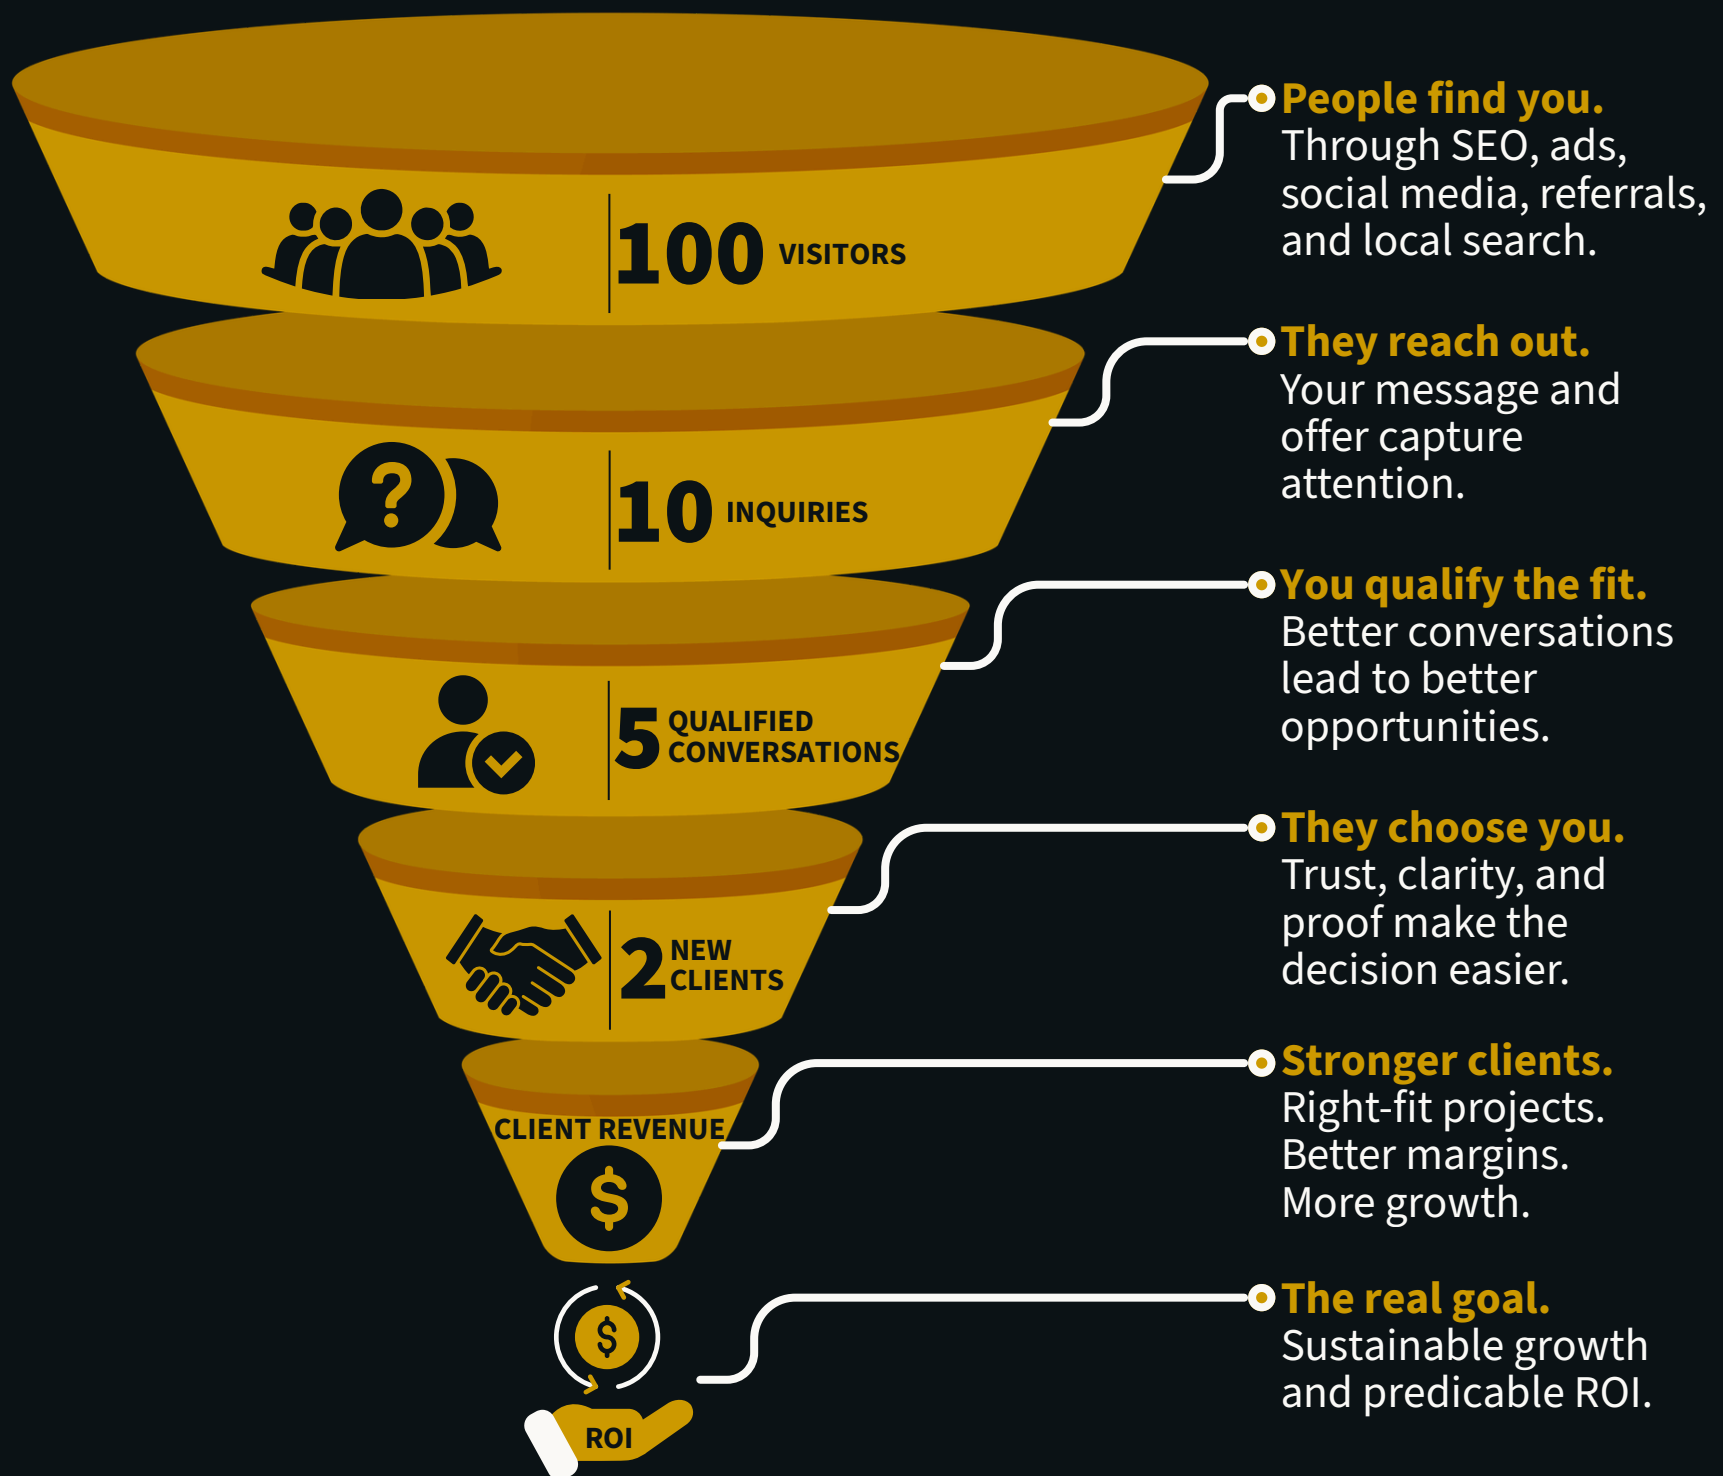 People find you.
Through SEO, ads,
social media, referrals,
and local search.
100 VISITORS
They reach out.
Your message and
offer capture
attention.
10 INQUIRIES
You qualify the fit.
Better conversations
lead to better
opportunities.
5 QUALIFIED
CONVERSATIONS
They choose you.
Trust, clarity, and
proof make the
decision easier.
2 NEW
CLIENTS
Stronger clients.
Right-fit projects.
Better margins.
More growth.
CLIENT REVENUE
$
The real goal.
Sustainable growth
and predicable ROI.
$
ROI